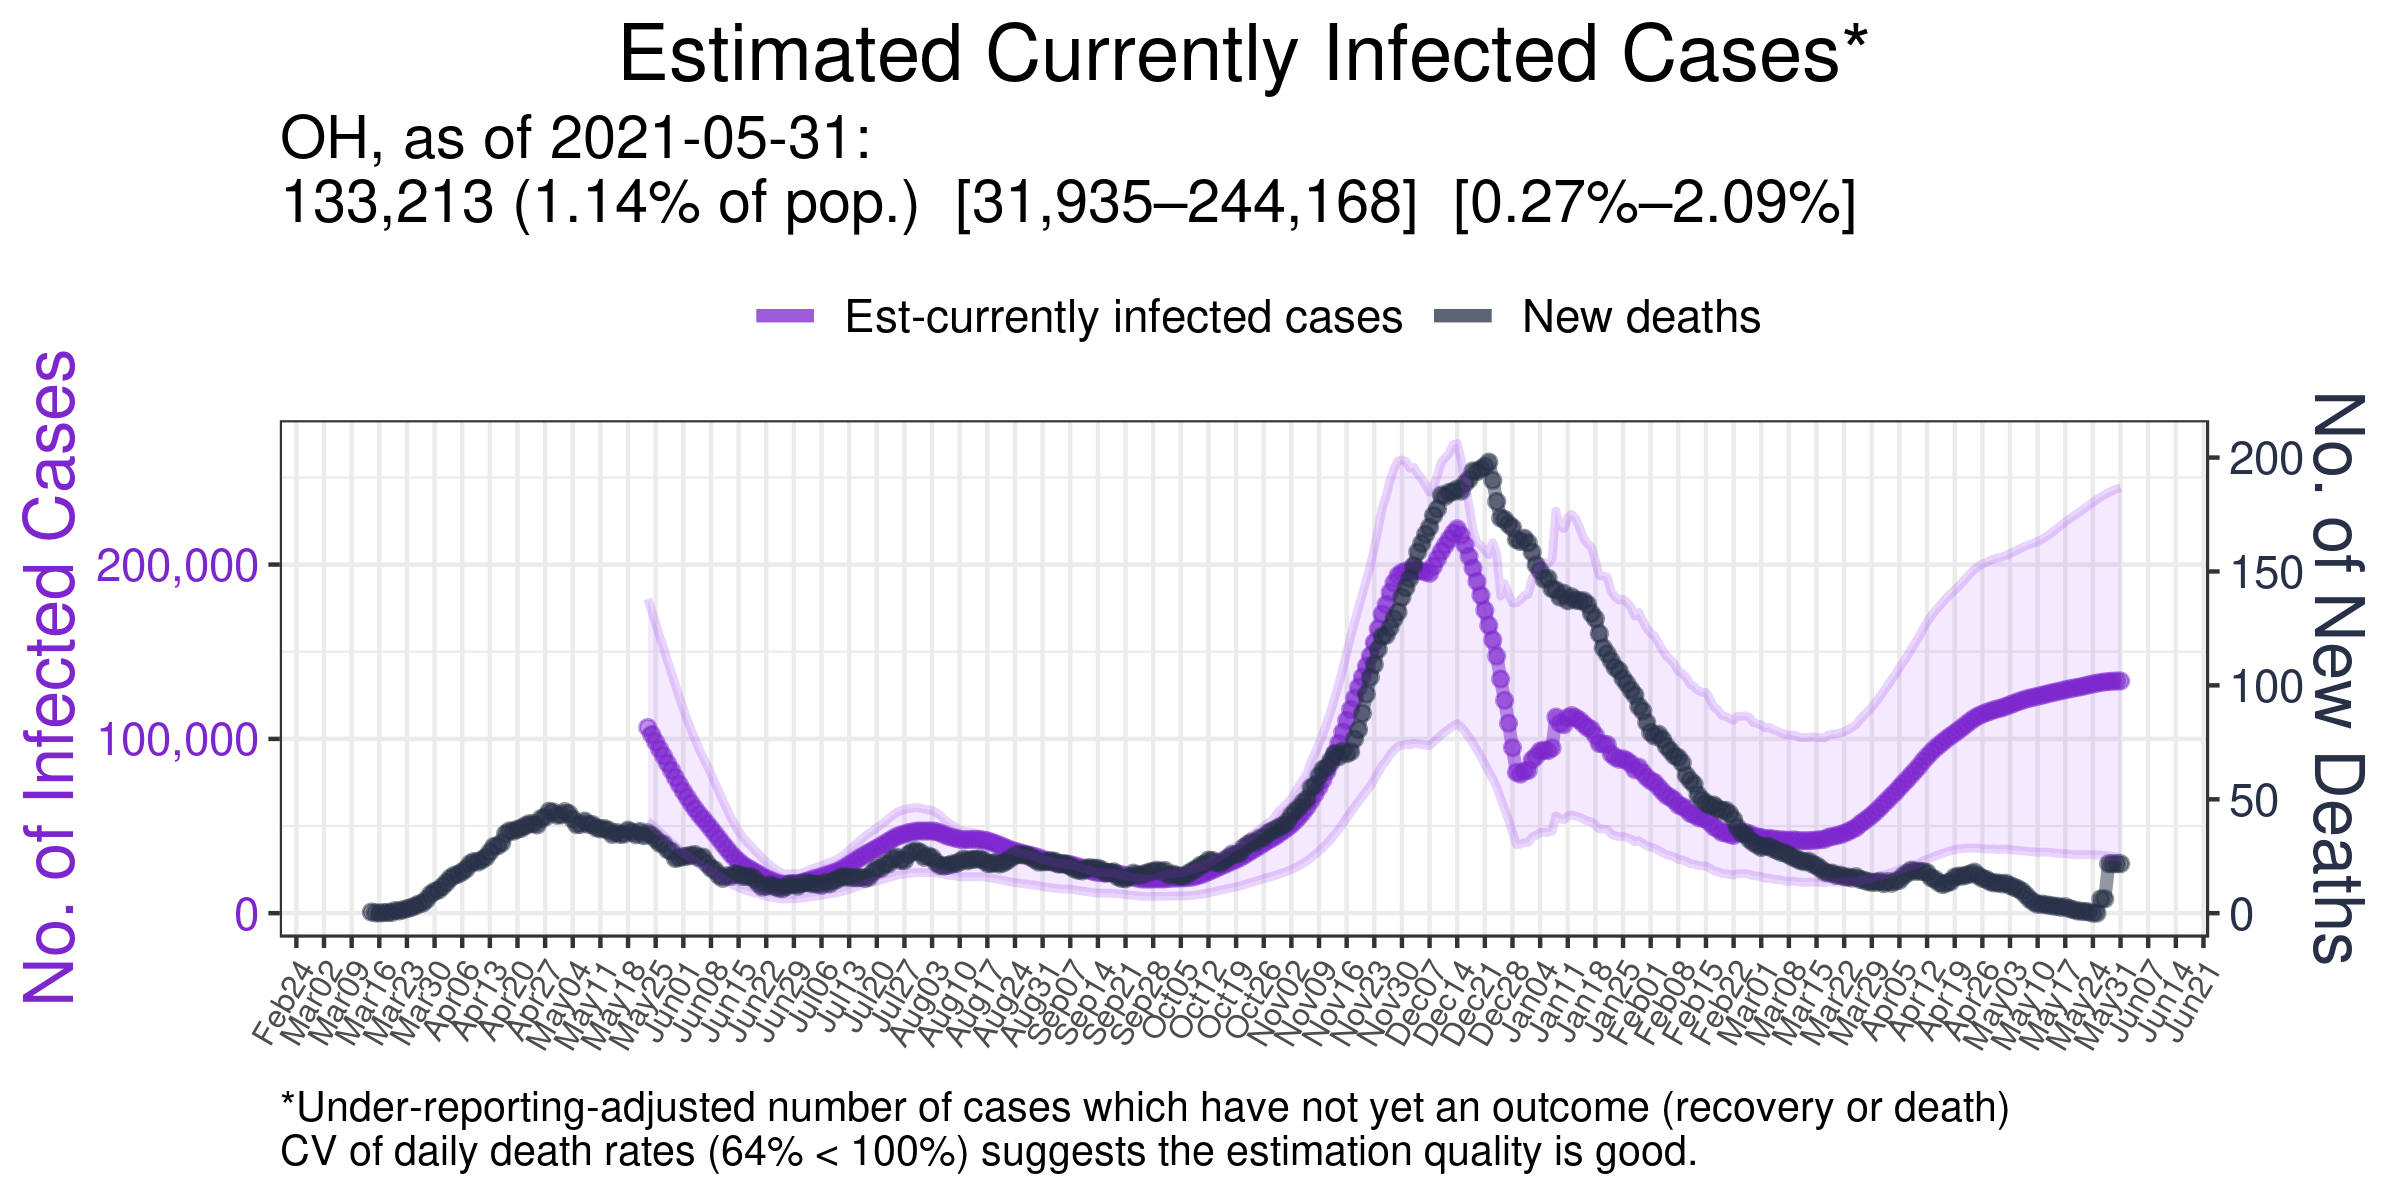 Estimated Currently Infected Cases*
OH, as of 2021-05-31:
133,213 (1.14% of pop.) [31,935–244,168] [0.27%–2.09%]
Est-currently infected cases New deaths
No. of Infected Cases
200,000
100,000
0
200
150
100
50
0
No. of New Deaths
Feb24 Mar02 Mar09 Mar16 Mar23 Mar30 Apr06 Apr13 Apr20 Apr27 May04 May11 May18 May25 Jun01 Jun08 Jun15 Jun22 Jun29 Jul06 Jul13 Jul20 Jul27 Aug03 Aug10 Aug17 Aug24 Aug31 Sep07 Sep14 Sep21 Sep28 Oct05 Oct12 Oct19 Oct26 Nov02 Nov09 Nov16 Nov23 Nov30 Dec07 Dec14 Dec21 Dec28 Jan04 Jan11 Jan18 Jan25 Feb01 Feb08 Feb15 Feb22 Mar01 Mar08 Mar15 Mar22 Mar29 Apr05 Apr12 Apr19 Apr26 May03 May10 May17 May24 May31 Jun07 Jun14 Jun21
*Under-reporting-adjusted number of cases which have not yet an outcome (recovery or death)
CV of daily death rates (64% < 100%) suggests the estimation quality is good.